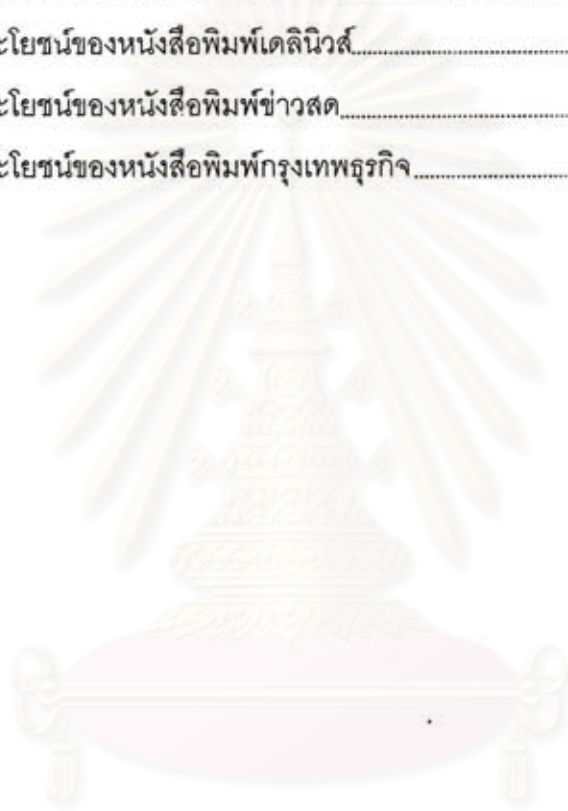 ะโยชน์ของหนังสือพิมพ์เดลินิวส์
ะโยชน์ของหนังสือพิมพ์ข่าวสด
ะโยชน์ของหนังสือพิมพ์กรุงเทพธุรกิจ